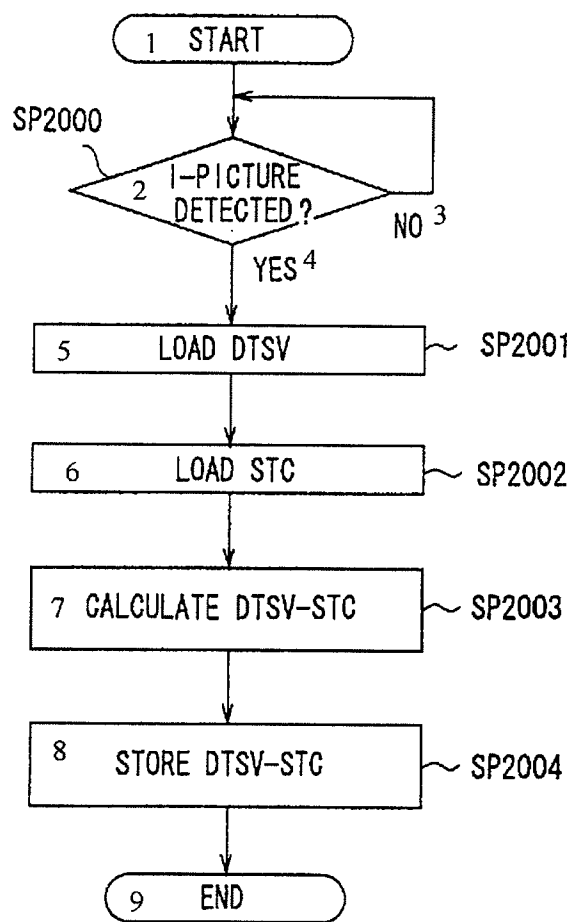 1 START
SP2000
2 I-PICTURE
DETECTED?
NO 3
YES 4
5 LOAD DTSV
SP2001
6 LOAD STC
SP2002
7 CALCULATE DTSV-STC
SP2003
8 STORE DTSV-STC
SP2004
9 END